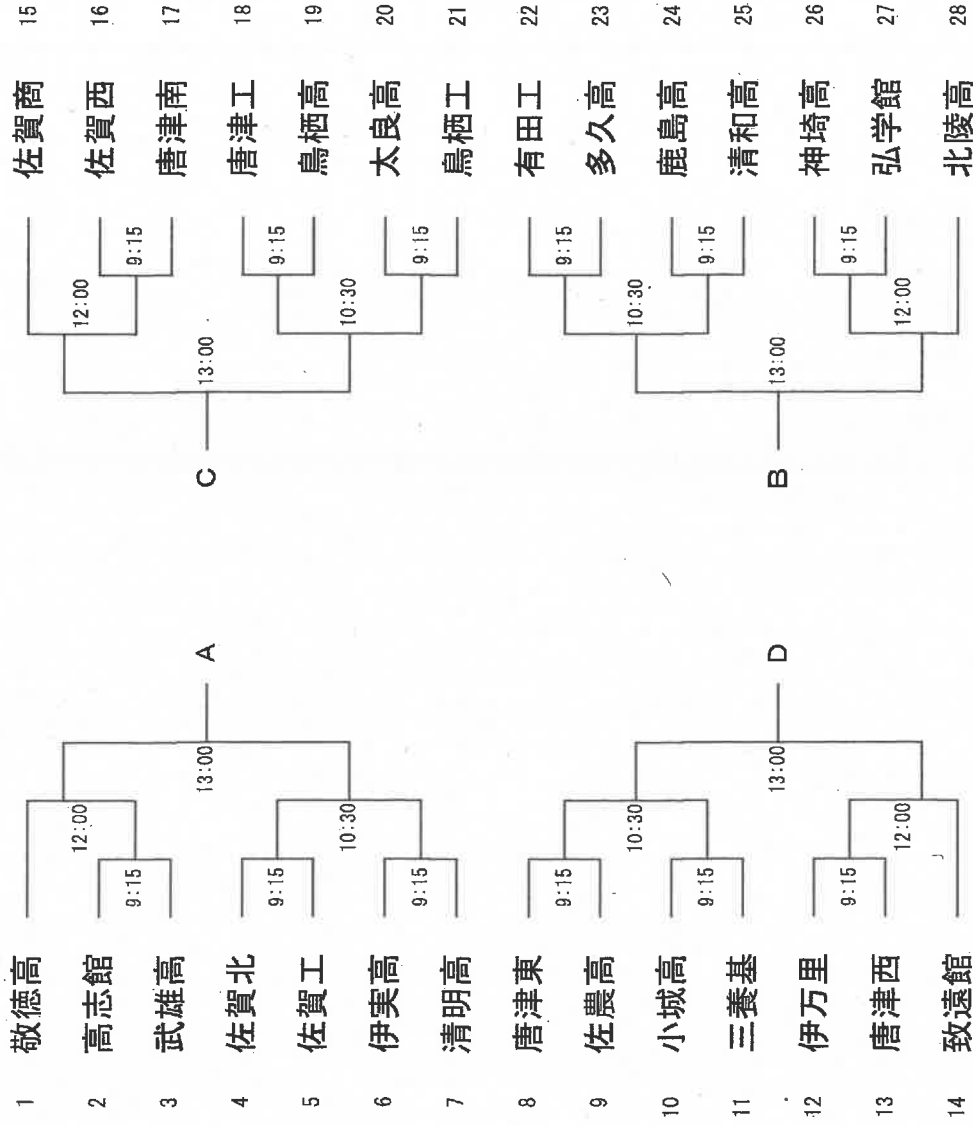 1 敬徳高
2 高志館
3 武雄高
4 佐賀北
5 佐賀工
6 伊実高
7 清明高
8 唐津東
9 佐農高
10 小城高
11 三養基
12 伊万里
13 唐津西
14 致遠館
9:15
9:15
9:15
9:15
9:15
9:15
12:00
10:30
10:30
12:00
13:00
13:00
A
D
C
B
13:00
13:00
12:00
10:30
10:30
12:00
9:15
9:15
9:15
9:15
9:15
9:15
佐賀商 15
佐賀西 16
唐津南 17
唐津工 18
鳥栖高 19
太良高 20
鳥栖工 21
有田工 22
多久高 23
鹿島高 24
清和高 25
神埼高 26
弘学館 27
北陵高 28